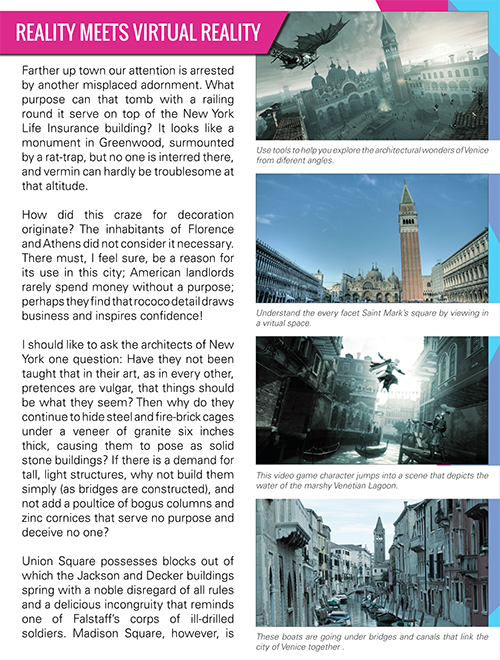 REALITY MEETS VIRTUAL REALITY
Farther up town our attention is arrested
by another misplaced adornment. What
purpose can that tomb with a railing
round it serve on top of the New York
Life Insurance building? It looks like a
monument in Greenwood, surmounted
by a rat-trap, but no one is interred there,
and vermin can hardly be troublesome at
that altitude.
How did this craze for decoration
originate? The inhabitants of Florence
and Athens did not consider it necessary.
There must, I feel sure, be a reason for
its use in this city; American landlords
rarely spend money without a purpose;
perhaps they find that rococo detail draws
business and inspires confidence!
I should like to ask the architects of New
York one question: Have they not been
taught that in their art, as in every other,
pretences are vulgar, that things should
be what they seem? Then why do they
continue to hide steel and fire-brick cages
under a veneer of granite six inches
thick, causing them to pose as solid
stone buildings? If there is a demand for
tall, light structures, why not build them
simply (as bridges are constructed), and
not add a poultice of bogus columns and
zinc cornices that serve no purpose and
deceive no one?
Union Square possesses blocks out of
which the Jackson and Decker buildings
spring with a noble disregard of all rules
and a delicious incongruity that reminds
one of Falstaff's corps of ill-drilled
soldiers. Madison Square, however, is
Use tools to help you explore the architectural wonders of Venice
from diferent angles.
Understand the every facet Saint Mark's square by viewing in
a vritual space.
This video game character jumps into a scene that depicts the
water of the marshy Venetian Lagoon.
These boats are going under bridges and canals that link the
city of Venice together .